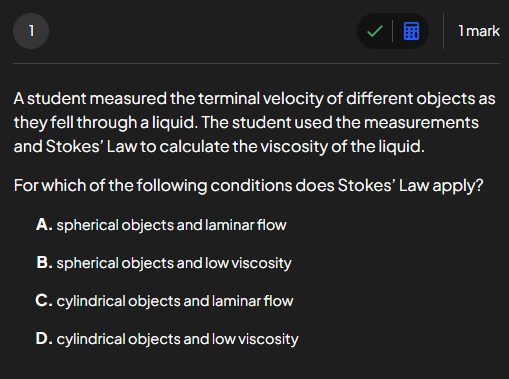 1
1 mark
A student measured the terminal velocity of different objects as
they fell through a liquid. The student used the measurements
and Stokes’ Law to calculate the viscosity of the liquid.
For which of the following conditions does Stokes’ Law apply?
A. spherical objects and laminar flow
B. spherical objects and low viscosity
C. cylindrical objects and laminar flow
D. cylindrical objects and low viscosity